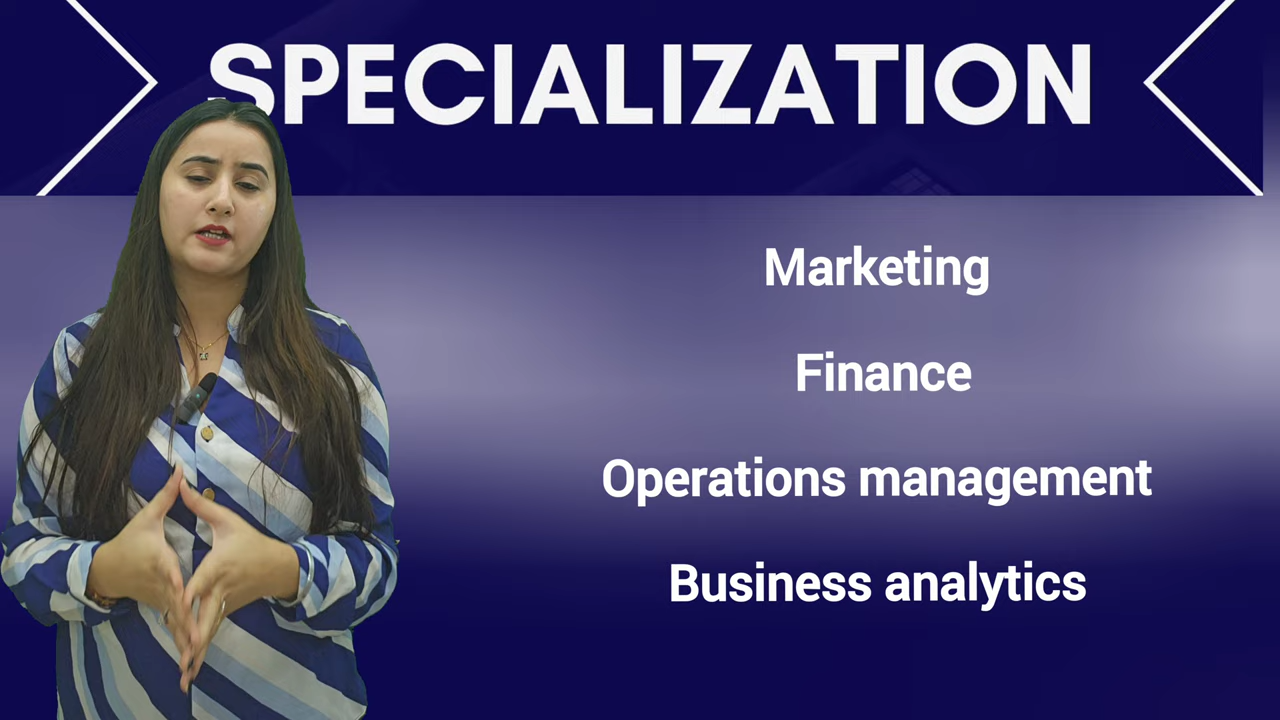 SPECIALIZATION
Marketing
Finance
Operations management
Business analytics